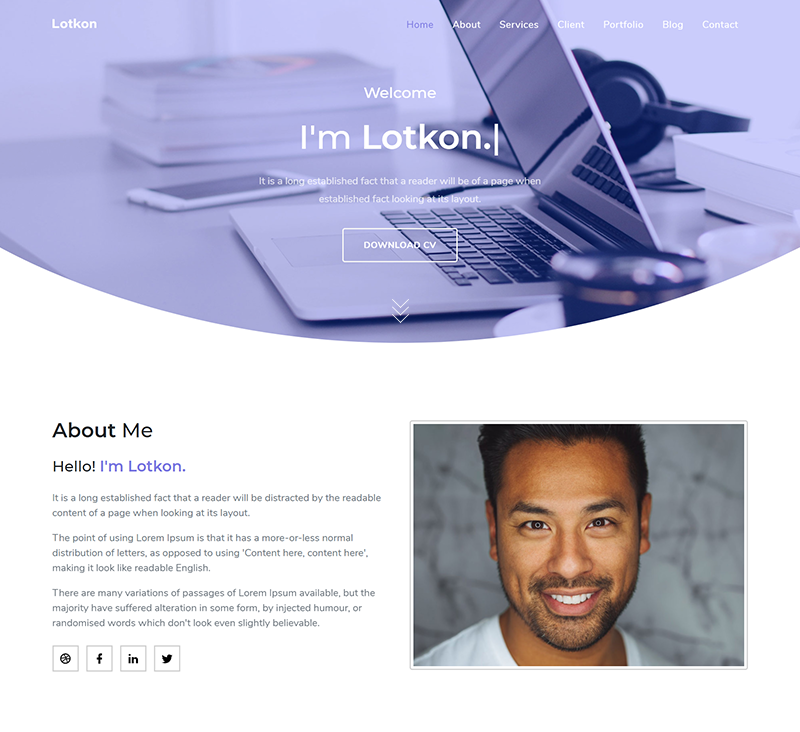 Lotkon
Home About Services Client Portfolio Blog Contact
Welcome
I'm Lotkon.|
It is a long established fact that a reader will be of a page when
established fact looking at its layout.
DOWNLOAD CV
About Me
Hello! I'm Lotkon.
It is a long established fact that a reader will be distracted by the readable
content of a page when looking at its layout.
The point of using Lorem Ipsum is that it has a more-or-less normal
distribution of letters, as opposed to using 'Content here, content here',
making it look like readable English.
There are many variations of passages of Lorem Ipsum available, but the
majority have suffered alteration in some form, by injected humour, or
randomised words which don't look even slightly believable.